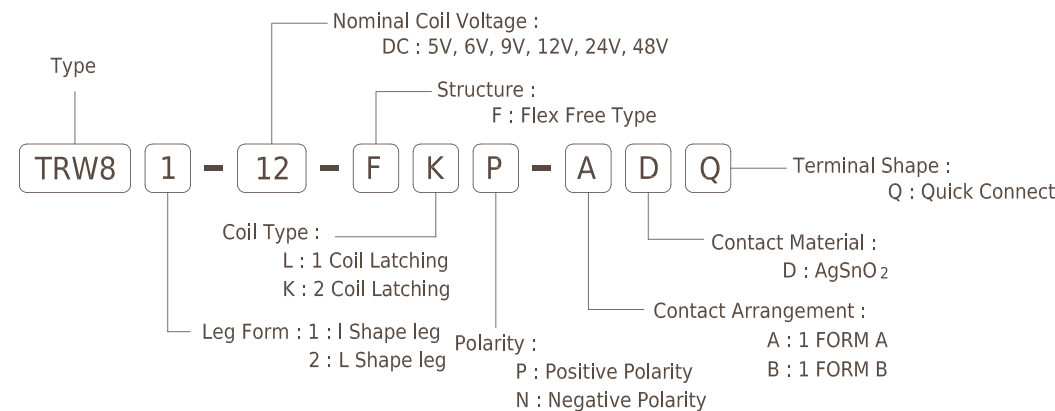 Nominal Coil Voltage :
DC : 5V, 6V, 9V, 12V, 24V, 48V
Type
Structure :
F : Flex Free Type
TRW8 1 - 12 - F K P - A D Q
Terminal Shape :
Q : Quick Connect
Coil Type :
L : 1 Coil Latching
K : 2 Coil Latching
Contact Material :
D : AgSnO2
Leg Form : 1 : I Shape leg
2 : L Shape leg
Polarity :
P : Positive Polarity
N : Negative Polarity
Contact Arrangement :
A : 1 FORM A
B : 1 FORM B